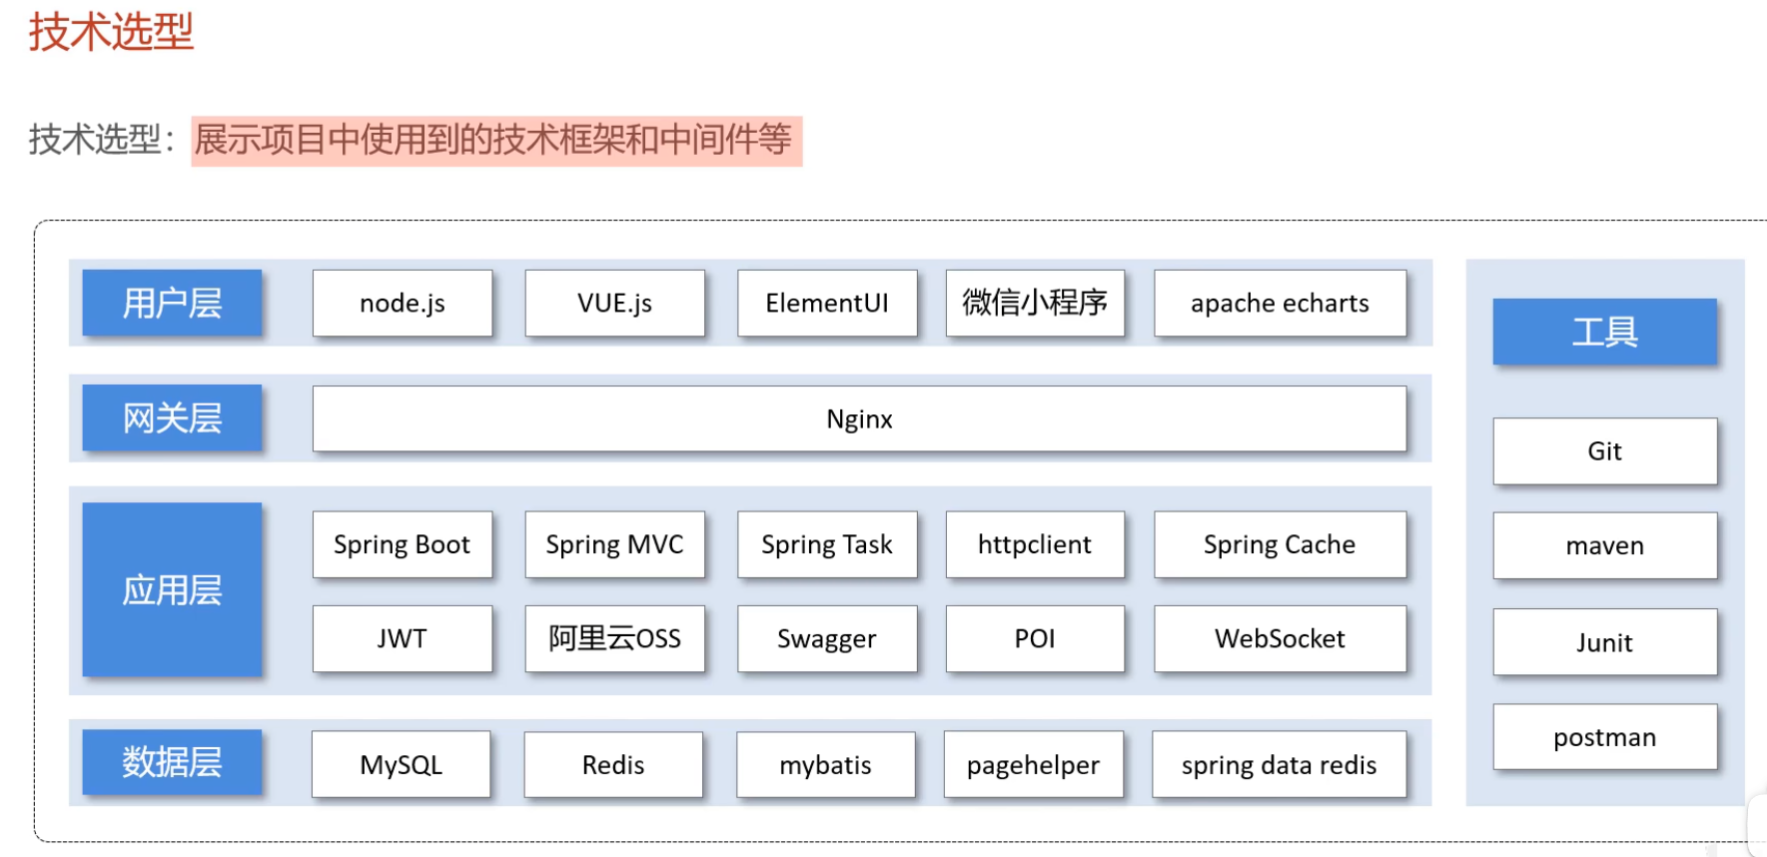 技术选型
技术选型：展示项目中使用到的技术框架和中间件等
用户层 node.js VUE.js ElementUI 微信小程序 apache echarts
网关层 Nginx
应用层
Spring Boot Spring MVC Spring Task httpclient Spring Cache
JWT 阿里云OSS Swagger POI WebSocket
数据层 MySQL Redis mybatis pagehelper spring data redis
工具
Git
maven
Junit
postman